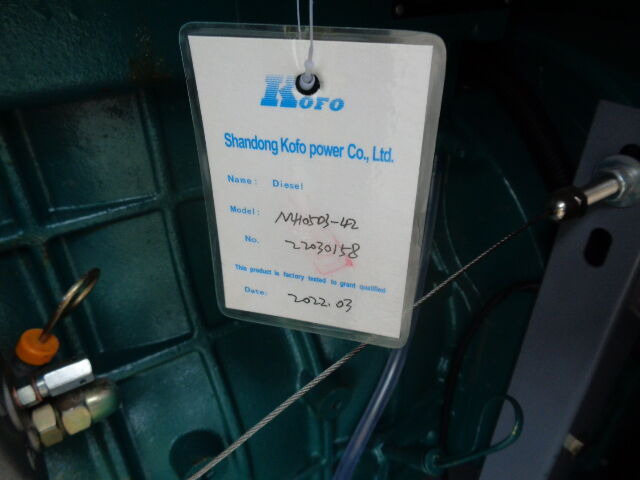 KOFO
Shandong Kofo power Co., Ltd.
Name: Diesel
Model: NH0503-42
No. 22030158
This product is factory tested to grant qualified
Date: 2022.03